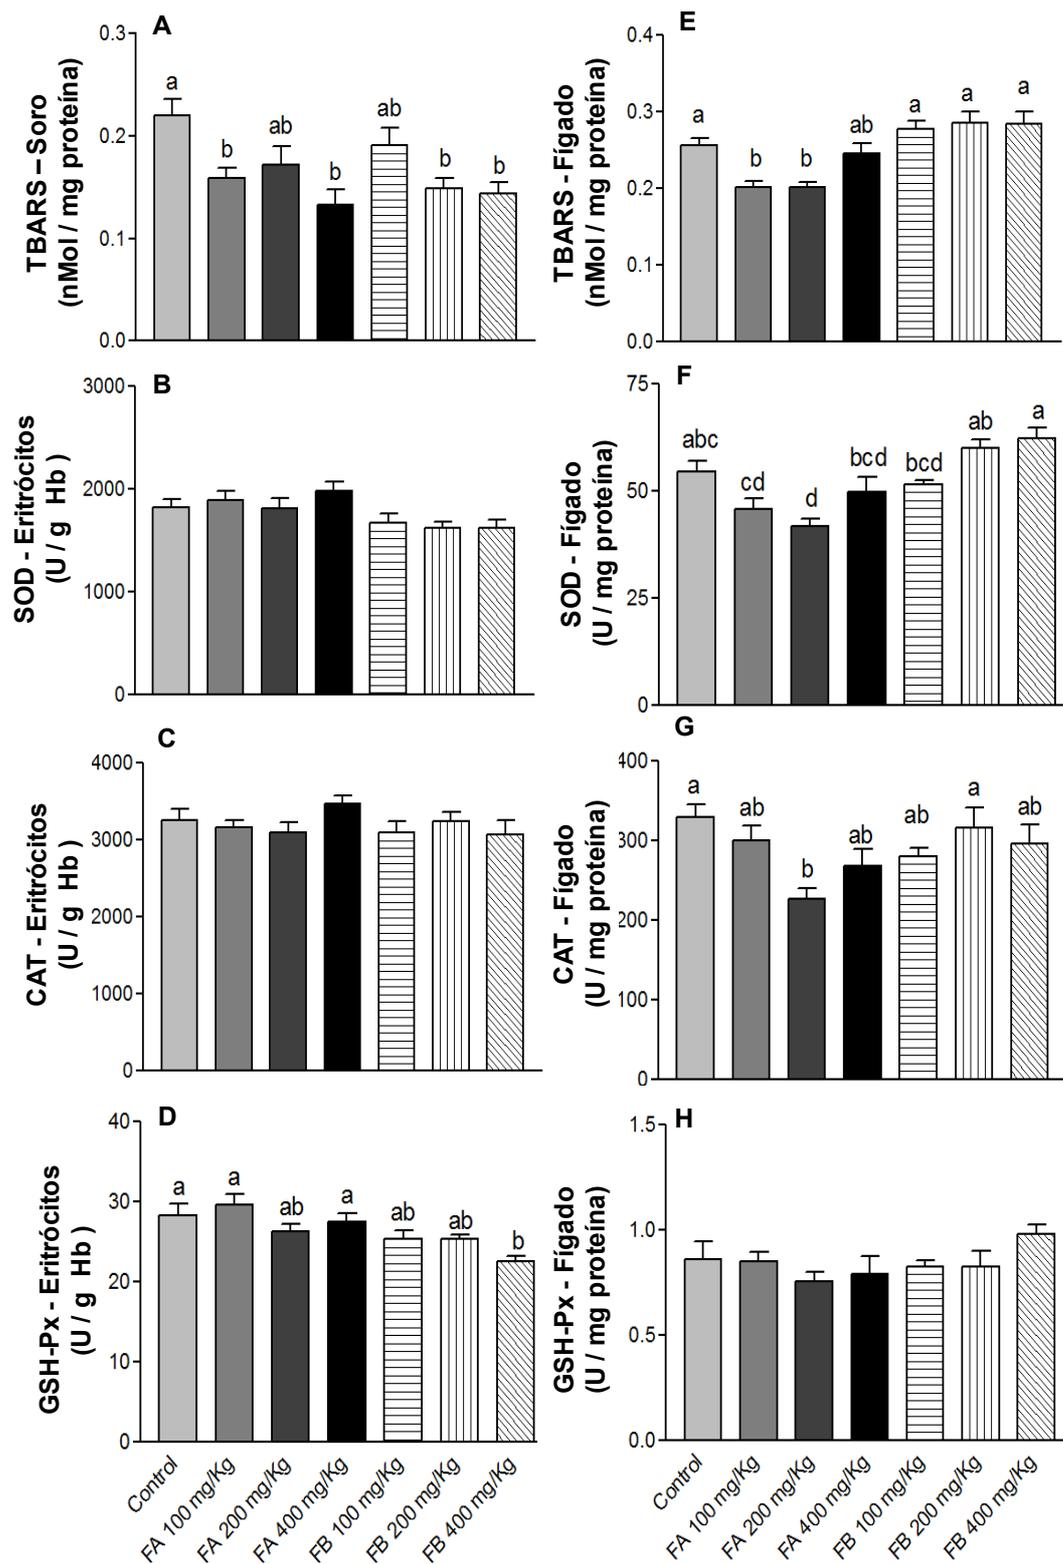 A
TBARS – Soro
(nMol / mg proteína)
0.3
0.2
0.1
0.0
a
b
ab
b
ab
b
b
E
TBARS - Fígado
(nMol / mg proteína)
0.4
0.3
0.2
0.1
0.0
a
b
b
ab
a
a
a
B
SOD - Eritrócitos
(U / g Hb )
3000
2000
1000
0
F
SOD - Fígado
(U / mg proteína)
75
50
25
0
abc
cd
d
bcd
bcd
ab
a
C
CAT - Eritrócitos
(U / g Hb )
4000
3000
2000
1000
0
G
CAT - Fígado
(U / mg proteína)
400
300
200
100
0
a
ab
b
ab
ab
a
ab
D
GSH-Px - Eritrócitos
(U / g Hb )
40
30
20
10
0
a
a
ab
a
ab
ab
b
Control
FA 100 mg/Kg
FA 200 mg/Kg
FA 400 mg/Kg
FB 100 mg/Kg
FB 200 mg/Kg
FB 400 mg/Kg
H
GSH-Px - Fígado
(U / mg proteína)
1.5
1.0
0.5
0.0
Control
FA 100 mg/Kg
FA 200 mg/Kg
FA 400 mg/Kg
FB 100 mg/Kg
FB 200 mg/Kg
FB 400 mg/Kg